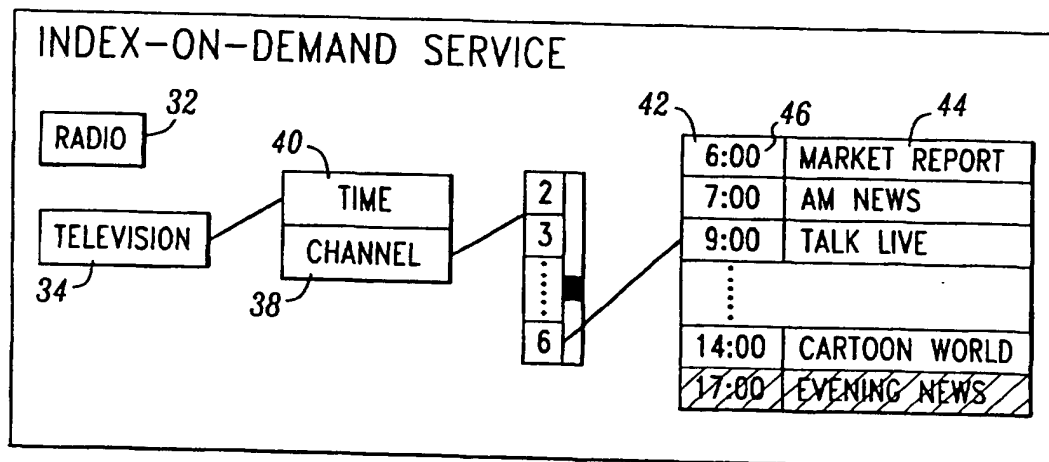 INDEX-ON-DEMAND SERVICE
32
RADIO
40
TIME
CHANNEL
38
TELEVISION
34
2
3
6
42
46
44
6:00 MARKET REPORT
7:00 AM NEWS
9:00 TALK LIVE
14:00 CARTOON WORLD
17:00 EVENING NEWS